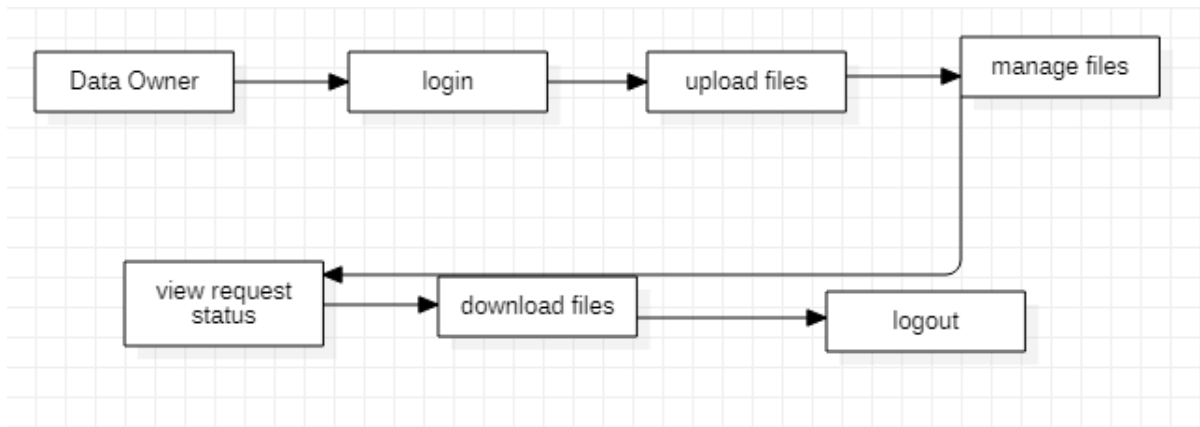 Data Owner
login
upload files
manage files
view request
status
download files
logout